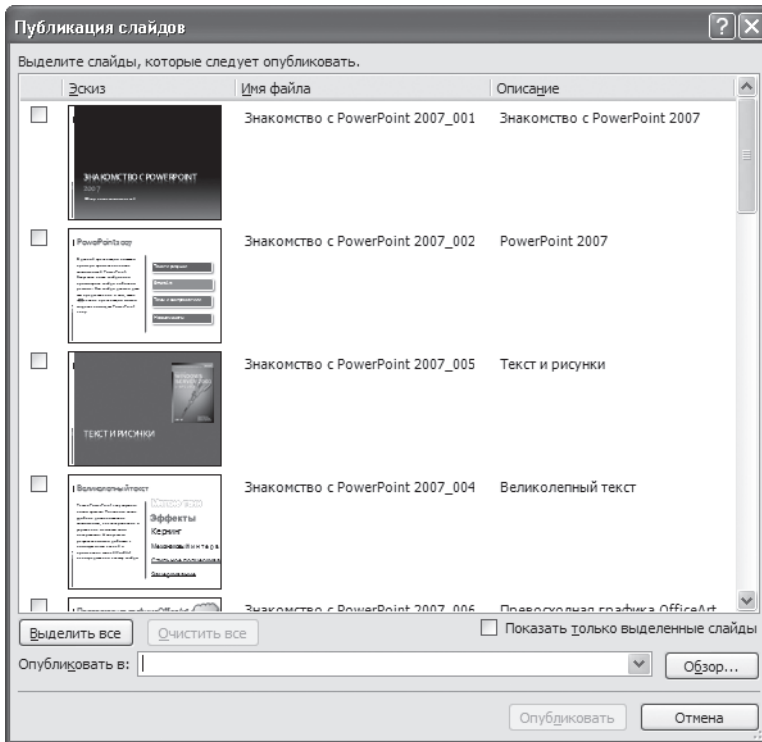 Публикация слайдов
Выделите слайды, которые следует опубликовать.
Эскиз Имя файла Описание
ЗНАКОМСТВО С POWERPOINT
2007
Знакомство с PowerPoint 2007_001 Знакомство с PowerPoint 2007
PowerPoint 2007
Знакомство с PowerPoint 2007_002 PowerPoint 2007
ТЕКСТ И РИСУНКИ
Знакомство с PowerPoint 2007_005 Текст и рисунки
Великолепный текст
Эффекты
Кернинг
Знакомство с PowerPoint 2007_004 Великолепный текст
Знакомство с PowerPoint 2007_006 Превосходная графика OfficeArt
Выделить все Очистить все Показать только выделенные слайды
Опубликовать в: Обзор...
Опубликовать Отмена